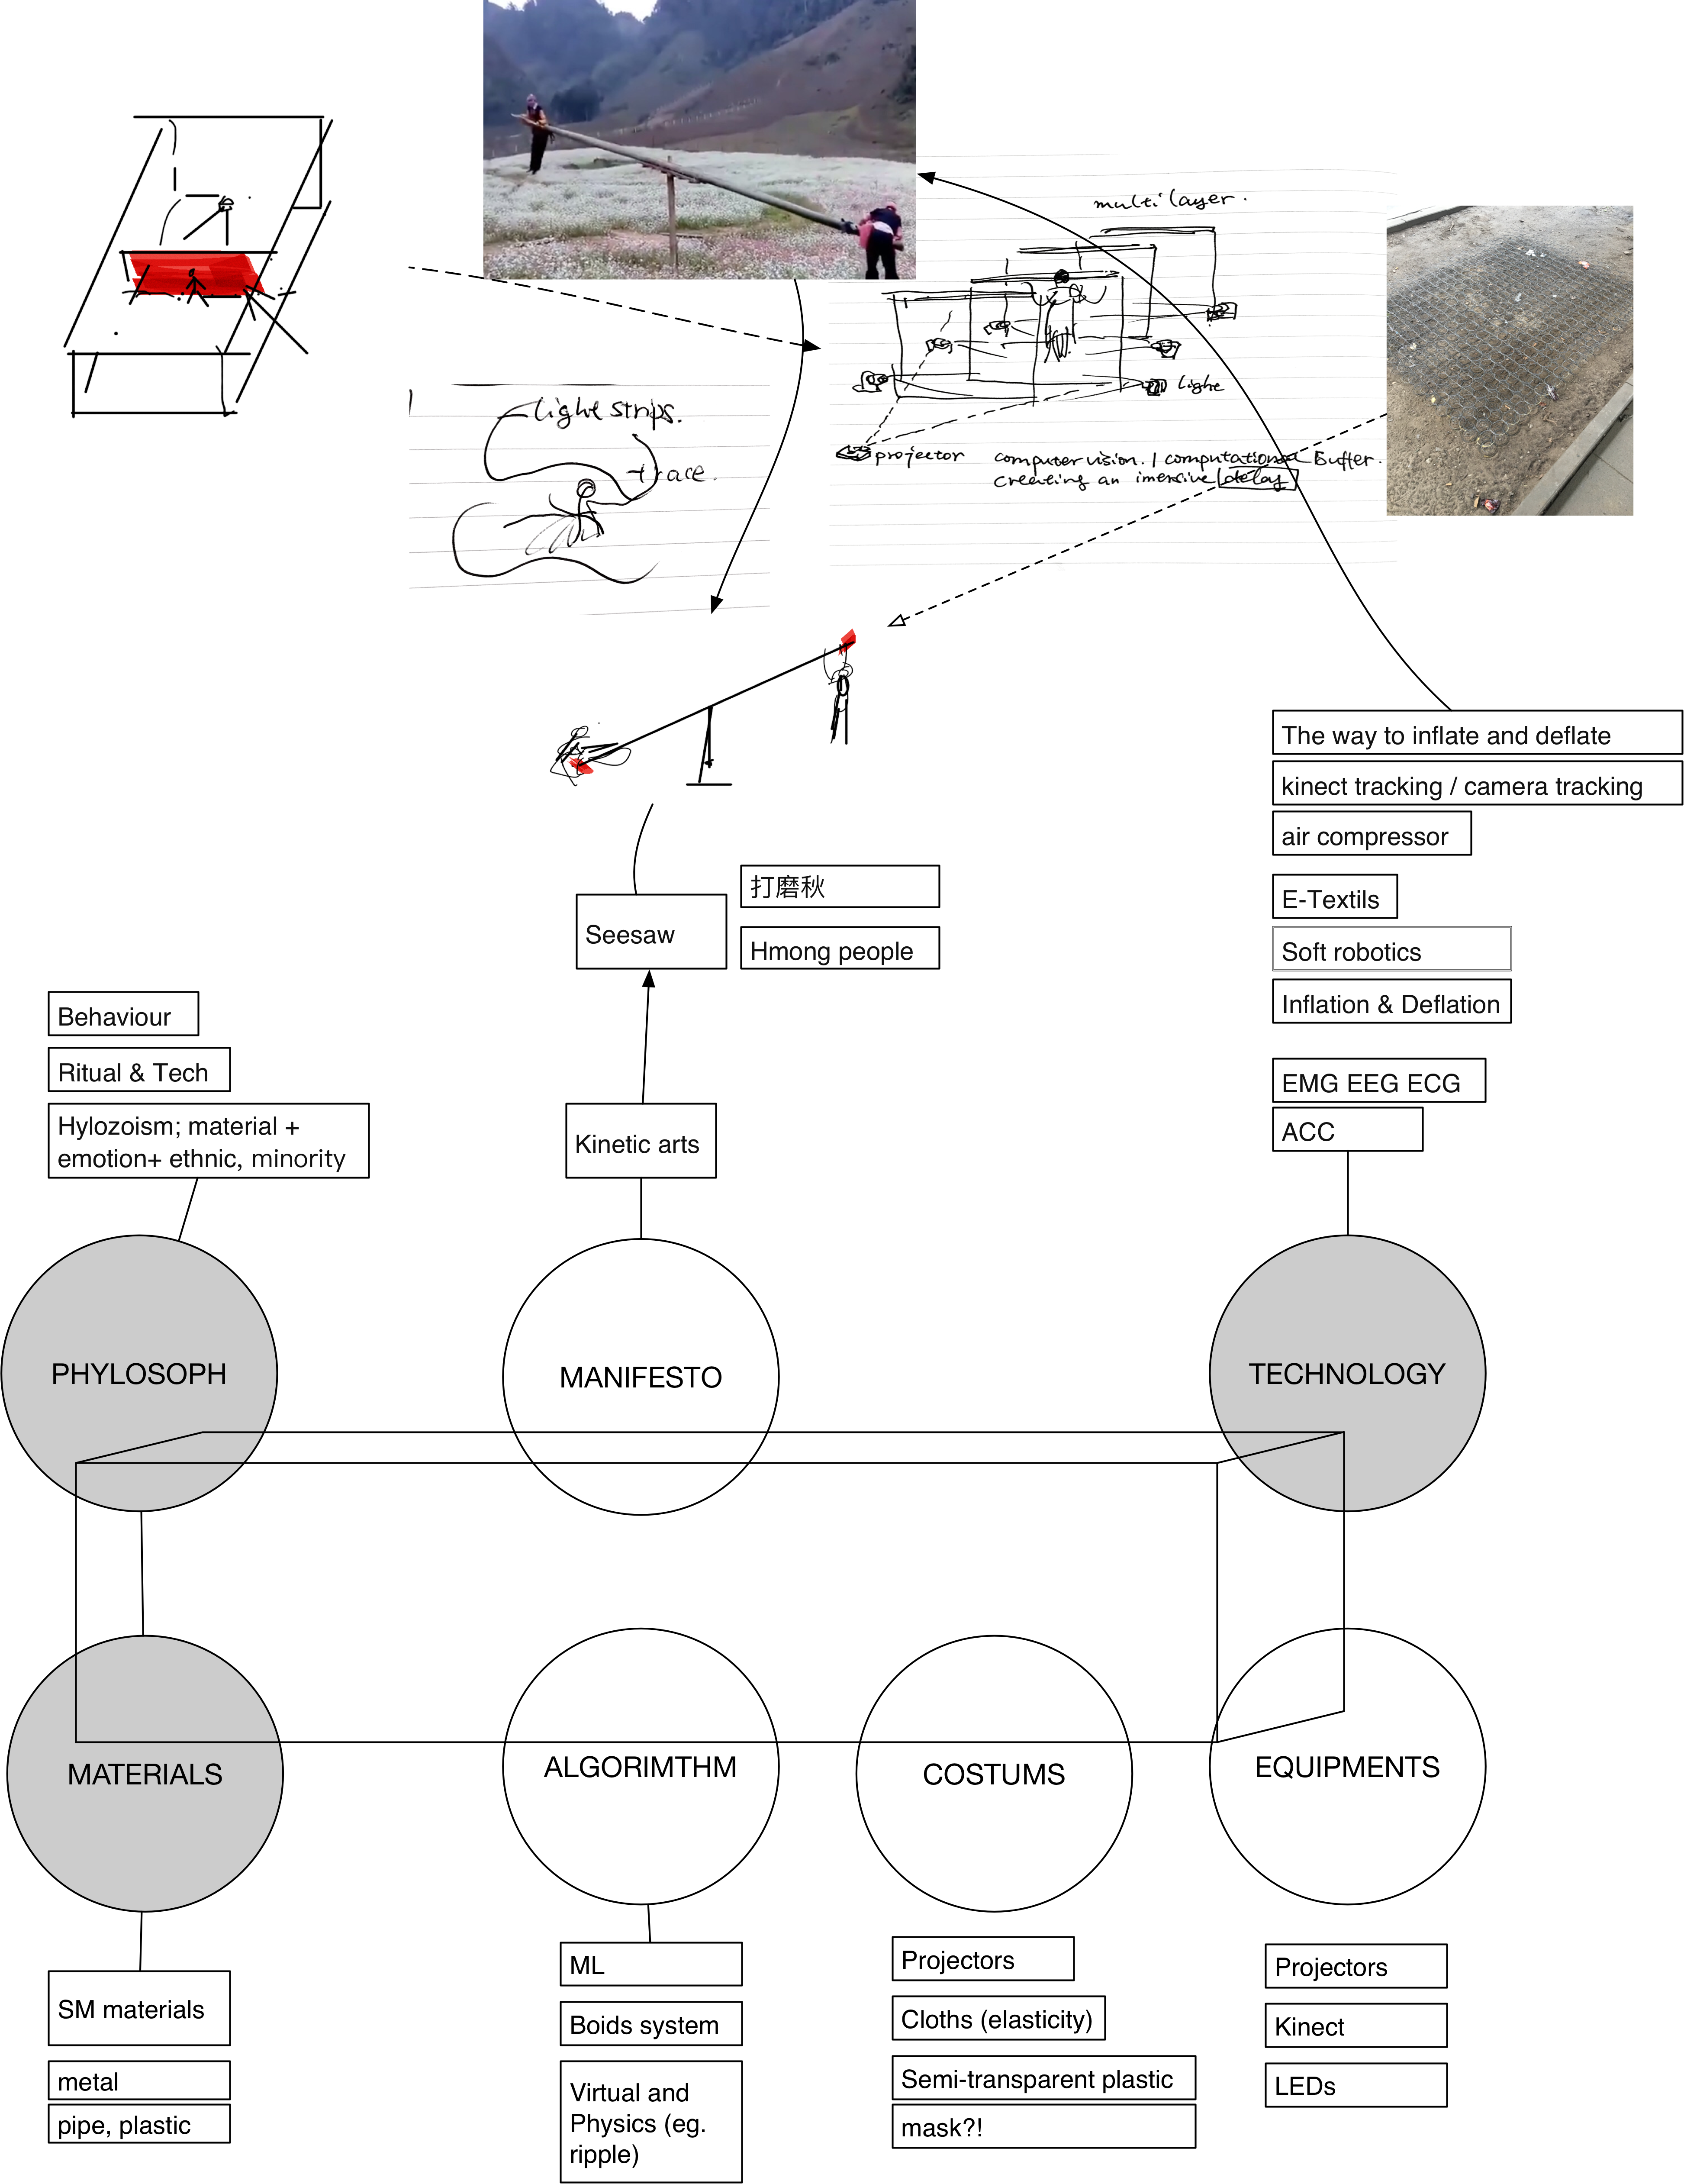 multilayer.
light strips.
trace.
light
projector
computer vision. / computational Buffer.
creating an imersive delay
The way to inflate and deflate
kinect tracking / camera tracking
air compressor
E-Textils
Soft robotics
Inflation & Deflation
EMG EEG ECG
ACC
打磨秋
Seesaw
Hmong people
Behaviour
Ritual & Tech
Hylozoism; material +
emotion+ ethnic, minority
Kinetic arts
PHYLOSOPH
MANIFESTO
TECHNOLOGY
MATERIALS
ALGORIMTHM
COSTUMS
EQUIPMENTS
SM materials
metal
pipe, plastic
ML
Boids system
Virtual and
Physics (eg.
ripple)
Projectors
Cloths (elasticity)
Semi-transparent plastic
mask?!
Projectors
Kinect
LEDs